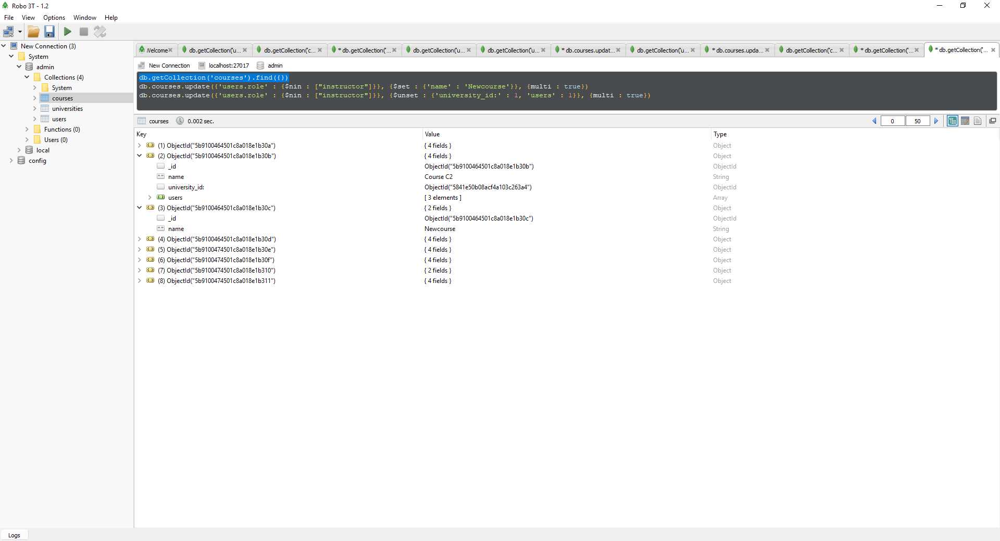 Robo 3T - 1.2
File View Options Window Help
New Connection (3)
System
admin
Collections (4)
System
courses
universities
users
Functions (0)
Users (0)
local
config
Welcome db.getCollection('u... db.getCollection('c... * db.getCollection('... db.getCollection('u... db.getCollection('u... * db.courses.updat... db.getCollection('u... * db.courses.upda... db.getCollection('c... * db.getCollection('... * db.getCollection('...
New Connection localhost:27017 admin
db.getCollection('courses').find({})
db.courses.update({'users.role' : {$nin : ["instructor"]}}, {$set : {'name' : 'Newcourse'}}, {multi : true})
db.courses.update({'users.role' : {$nin : ["instructor"]}}, {$unset : {'university_id:' : 1, 'users' : 1}}, {multi : true})
courses 0.002 sec. 0 50
Key Value Type
(1) ObjectId("5b9100464501c8a018e1b30a") { 4 fields } Object
(2) ObjectId("5b9100464501c8a018e1b30b") { 4 fields } Object
_id ObjectId("5b9100464501c8a018e1b30b") ObjectId
name Course C2 String
university_id: ObjectId("5841e50b08acf4a103c263a4") ObjectId
users [ 3 elements ] Array
(3) ObjectId("5b9100464501c8a018e1b30c") { 2 fields } Object
_id ObjectId("5b9100464501c8a018e1b30c") ObjectId
name Newcourse String
(4) ObjectId("5b9100464501c8a018e1b30d") { 4 fields } Object
(5) ObjectId("5b9100474501c8a018e1b30e") { 4 fields } Object
(6) ObjectId("5b9100474501c8a018e1b30f") { 4 fields } Object
(7) ObjectId("5b9100474501c8a018e1b310") { 2 fields } Object
(8) ObjectId("5b9100474501c8a018e1b311") { 4 fields } Object
Logs